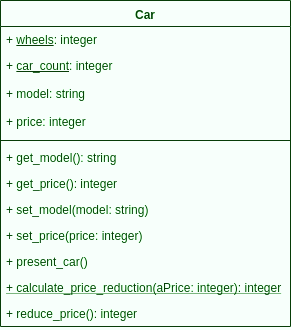 Car
+ wheels: integer
+ car_count: integer
+ model: string
+ price: integer
+ get_model(): string
+ get_price(): integer
+ set_model(model: string)
+ set_price(price: integer)
+ present_car()
+ calculate_price_reduction(aPrice: integer): integer
+ reduce_price(): integer